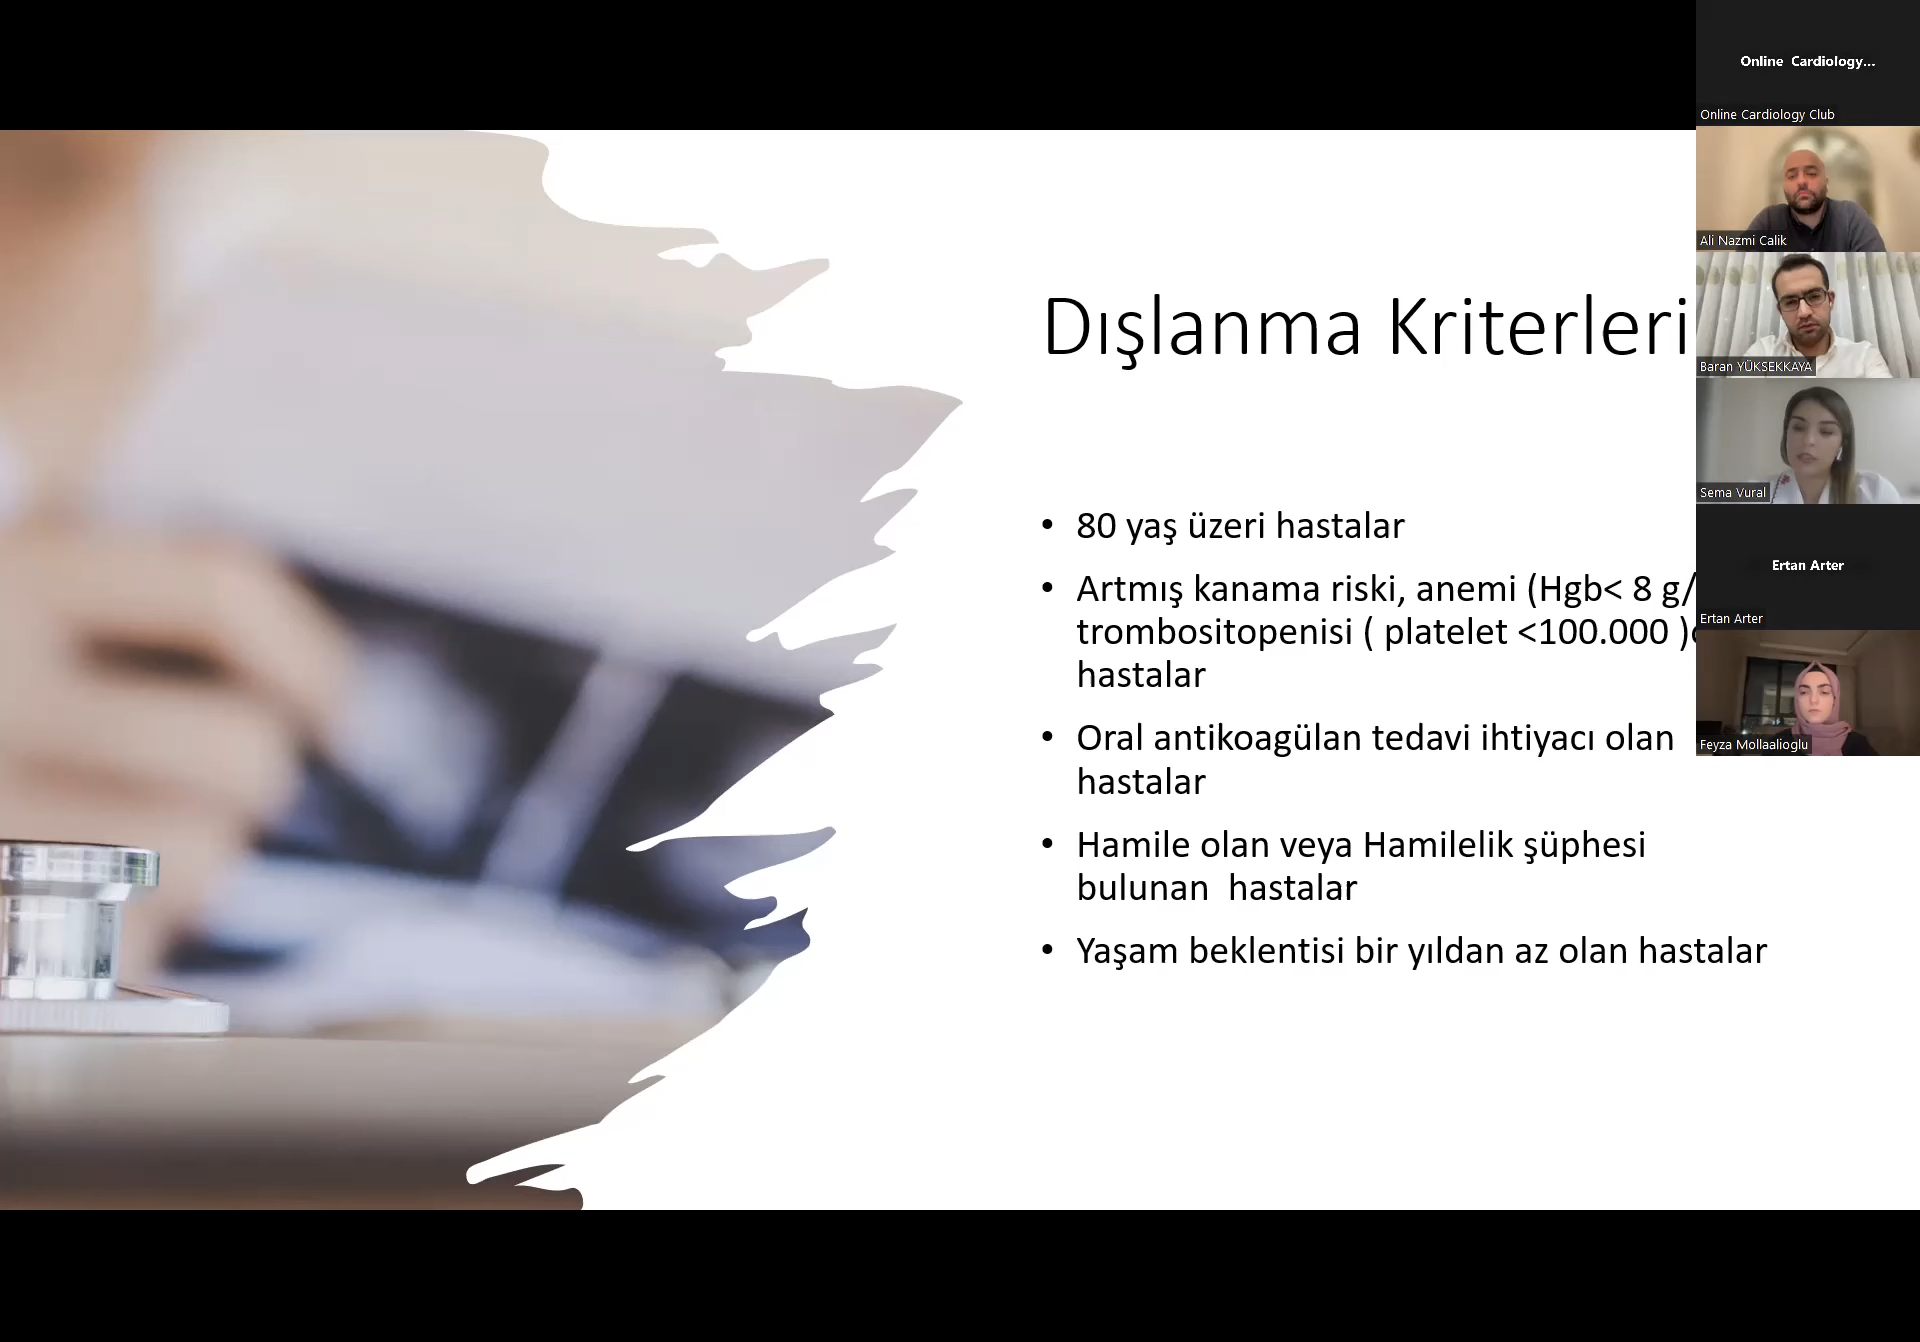 Dışlanma Kriterleri
• 80 yaş üzeri hastalar
• Artmış kanama riski, anemi (Hgb< 8 g/
trombositopenisi ( platelet <100.000 )
hastalar
• Oral antikoagülan tedavi ihtiyacı olan
hastalar
• Hamile olan veya Hamilelik şüphesi
bulunan  hastalar
• Yaşam beklentisi bir yıldan az olan hastalar
Online  Cardiology...
Online Cardiology Club
Ali Nazmi Calik
Baran YÜKSEKKAYA
Sema Vural
Ertan Arter
Ertan Arter
Feyza Mollaalioglu